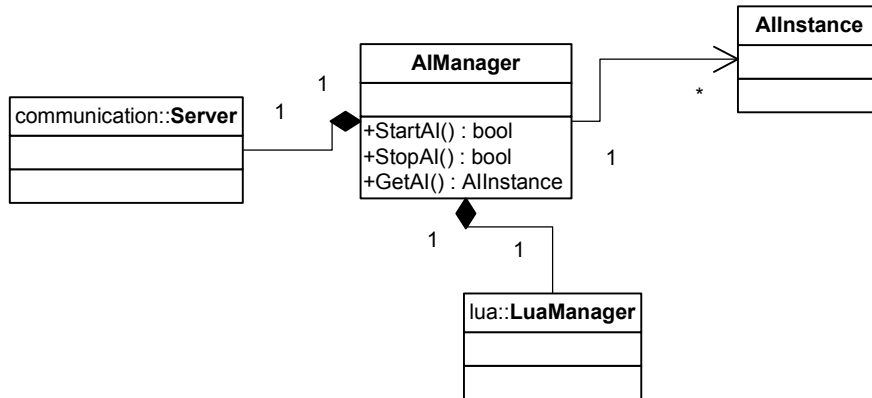 AIInstance
AIManager
*
1
communication::Server
1
+StartAI() : bool
+StopAI() : bool
+GetAI() : AIInstance
1
1
1
lua::LuaManager